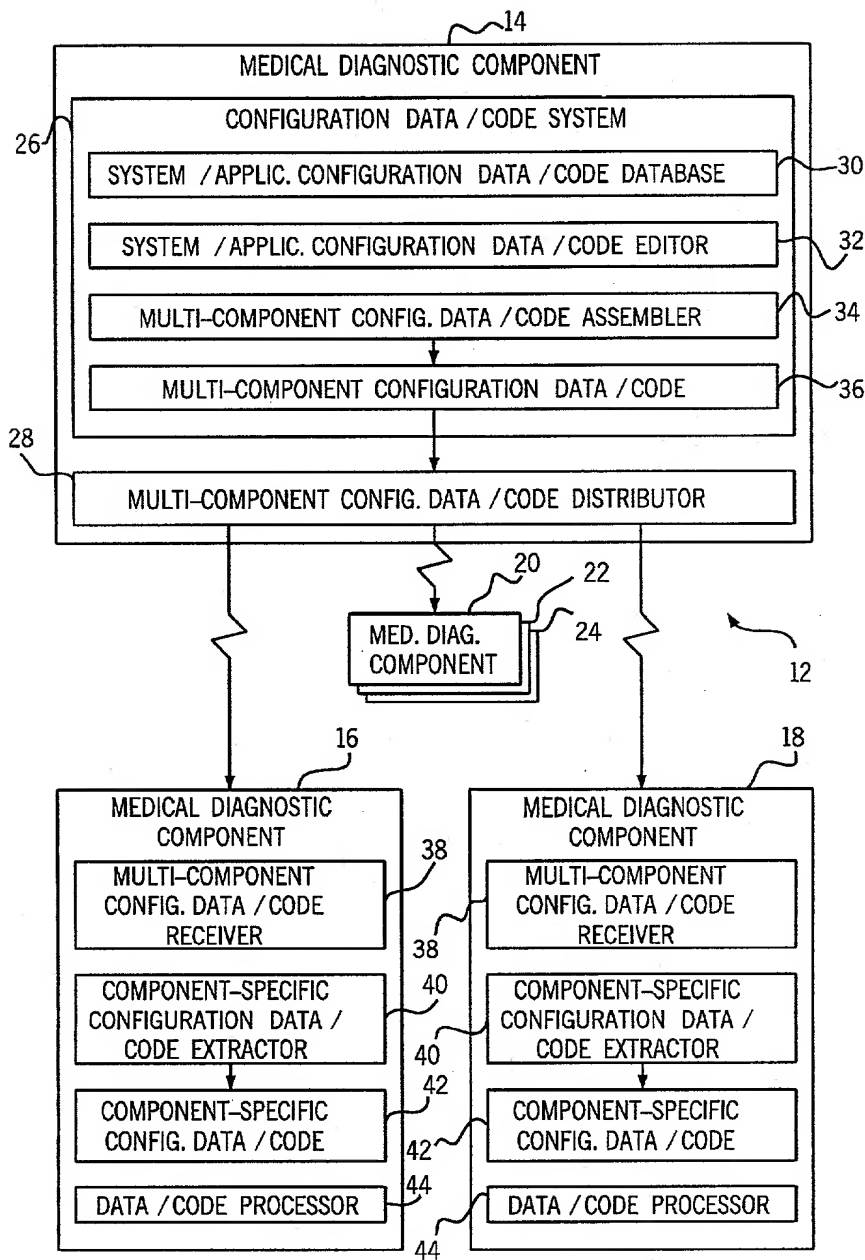 14
MEDICAL DIAGNOSTIC COMPONENT
26
CONFIGURATION DATA / CODE SYSTEM
SYSTEM / APPLIC. CONFIGURATION DATA / CODE DATABASE
30
SYSTEM / APPLIC. CONFIGURATION DATA / CODE EDITOR
32
MULTI-COMPONENT CONFIG. DATA / CODE ASSEMBLER
34
MULTI-COMPONENT CONFIGURATION DATA / CODE
36
28
MULTI-COMPONENT CONFIG. DATA / CODE DISTRIBUTOR
20
22
24
MED. DIAG.
COMPONENT
12
16
MEDICAL DIAGNOSTIC
COMPONENT
MULTI-COMPONENT
CONFIG. DATA / CODE
RECEIVER
38
COMPONENT-SPECIFIC
CONFIGURATION DATA /
CODE EXTRACTOR
40
COMPONENT-SPECIFIC
CONFIG. DATA / CODE
42
DATA / CODE PROCESSOR
44
18
MEDICAL DIAGNOSTIC
COMPONENT
MULTI-COMPONENT
CONFIG. DATA / CODE
RECEIVER
38
COMPONENT-SPECIFIC
CONFIGURATION DATA /
CODE EXTRACTOR
40
COMPONENT-SPECIFIC
CONFIG. DATA / CODE
42
DATA / CODE PROCESSOR
44